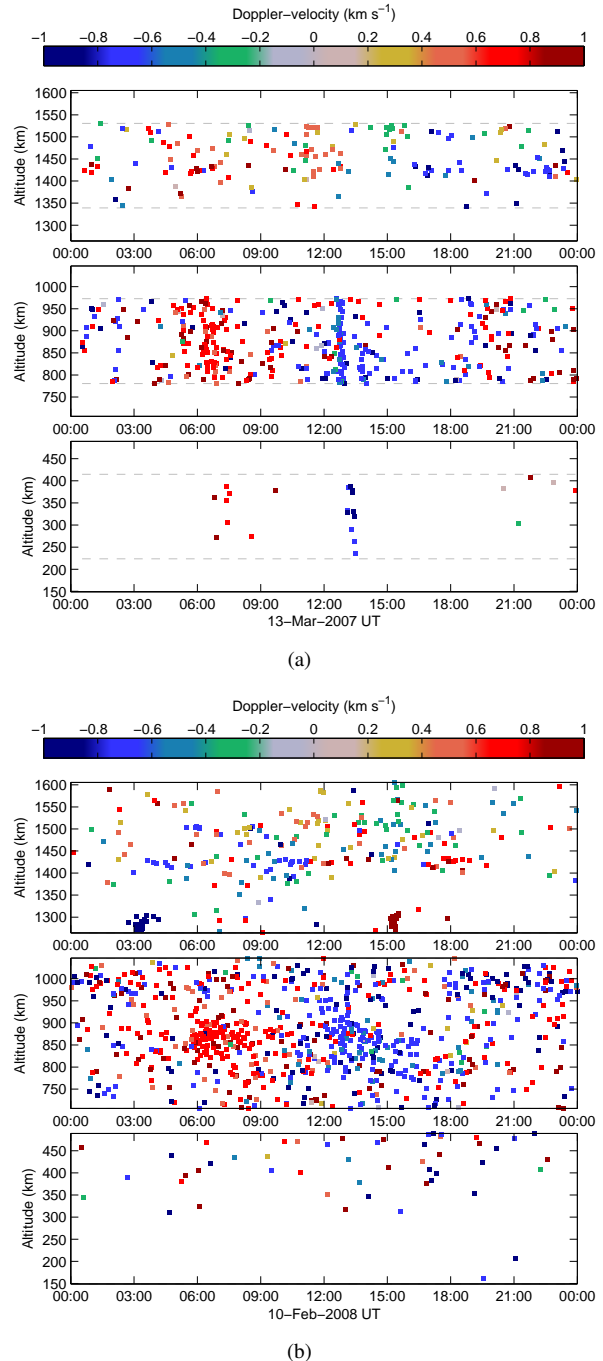 Doppler−velocity (km s−1)
−1 −0.8 −0.6 −0.4 −0.2 0 0.2 0.4 0.6 0.8 1
Altitude (km)
1600
1550
1500
1450
1400
1350
1300
00:00 03:00 06:00 09:00 12:00 15:00 18:00 21:00 00:00
Altitude (km)
1000
950
900
850
800
750
00:00 03:00 06:00 09:00 12:00 15:00 18:00 21:00 00:00
Altitude (km)
450
400
350
300
250
200
150
00:00 03:00 06:00 09:00 12:00 15:00 18:00 21:00 00:00
13−Mar−2007 UT
(a)
Doppler−velocity (km s−1)
−1 −0.8 −0.6 −0.4 −0.2 0 0.2 0.4 0.6 0.8 1
Altitude (km)
1600
1550
1500
1450
1400
1350
1300
00:00 03:00 06:00 09:00 12:00 15:00 18:00 21:00 00:00
Altitude (km)
1000
950
900
850
800
750
00:00 03:00 06:00 09:00 12:00 15:00 18:00 21:00 00:00
Altitude (km)
450
400
350
300
250
200
150
00:00 03:00 06:00 09:00 12:00 15:00 18:00 21:00 00:00
10−Feb−2008 UT
(b)